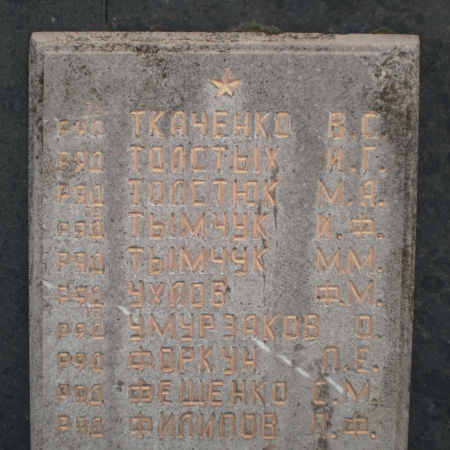 РЯД ТКАЧЕНКО В.С
РЯД ТОЛСТЫХ И.Г.
РЯД ТОЛСТЮК М.А.
РЯД ТЫМЧУК И.Ф.
РЯД ТЫМЧУК М.М.
РЯД УХЛОВ Ф.М.
РЯД УМУРЗАКОВ О
РЯД ФОРКУЧ Л.Е.
РЯД ФЕЩЕНКО С.М,
РЯД ФИЛИПОВ